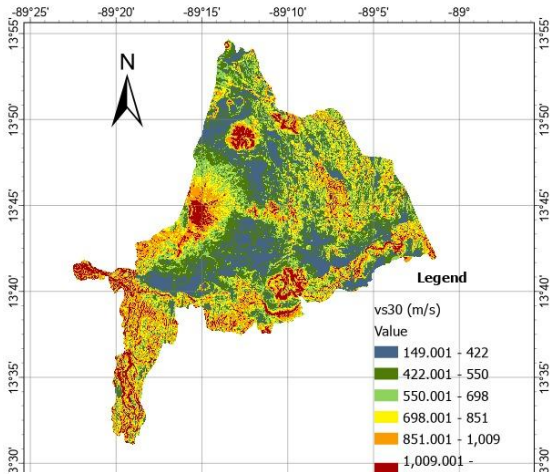 -89°25' -89°20' -89°15' -89°10' -89°5' -89°
13°55' 13°55'
N
13°50' 13°50'
13°45' 13°45'
13°40' 13°40'
Legend
vs30 (m/s)
Value
149.001 - 422
422.001 - 550
13°35' 13°35'
550.001 - 698
698.001 - 851
851.001 - 1,009
1,009.001 -
13°30' 13°30'